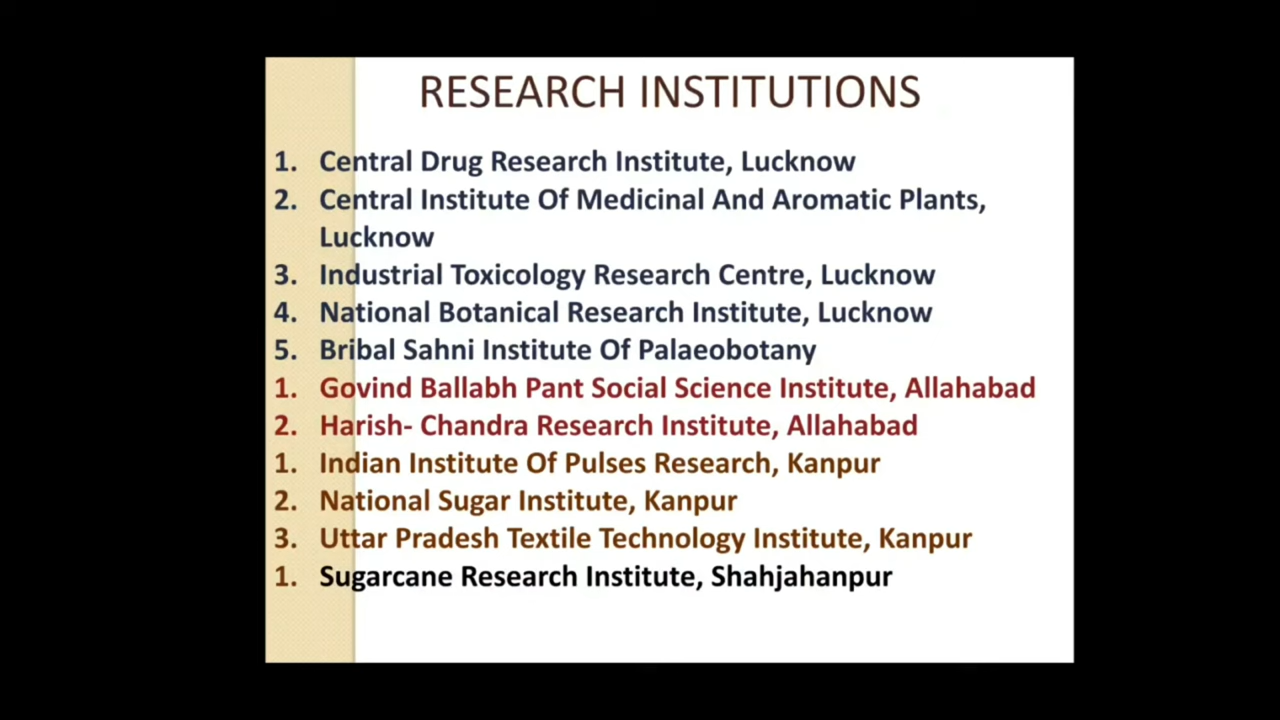 RESEARCH INSTITUTIONS
1. Central Drug Research Institute, Lucknow
2. Central Institute Of Medicinal And Aromatic Plants,
Lucknow
3. Industrial Toxicology Research Centre, Lucknow
4. National Botanical Research Institute, Lucknow
5. Bribal Sahni Institute Of Palaeobotany
1. Govind Ballabh Pant Social Science Institute, Allahabad
2. Harish- Chandra Research Institute, Allahabad
1. Indian Institute Of Pulses Research, Kanpur
2. National Sugar Institute, Kanpur
3. Uttar Pradesh Textile Technology Institute, Kanpur
1. Sugarcane Research Institute, Shahjahanpur